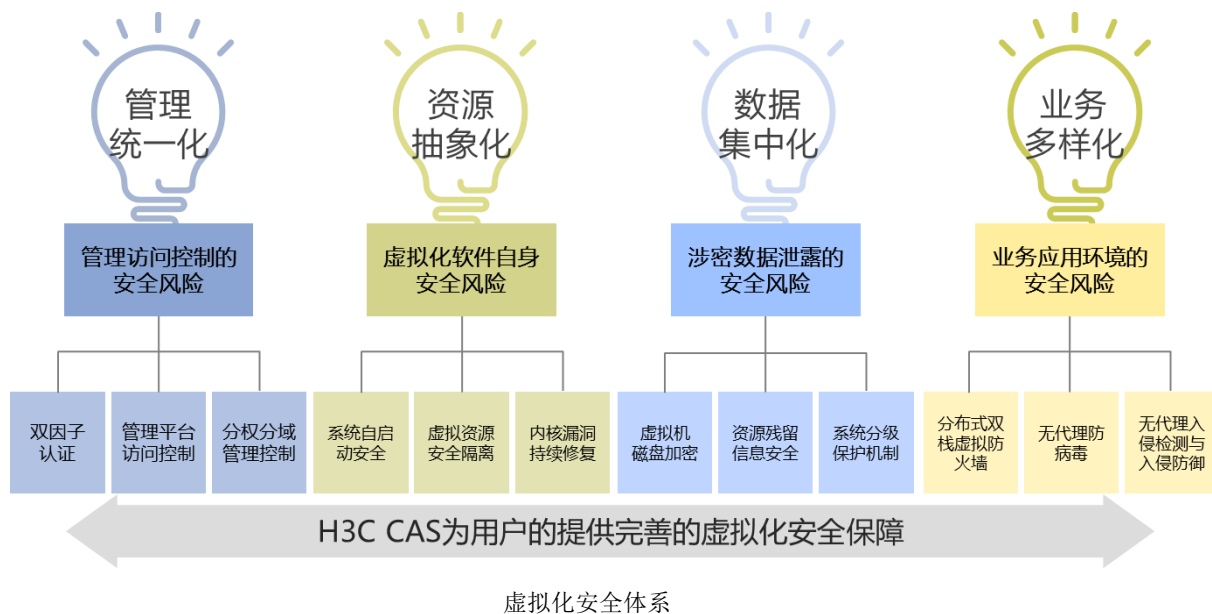 管理
统一化
资源
抽象化
数据
集中化
业务
多样化
管理访问控制的
安全风险
虚拟化软件自身
安全风险
涉密数据泄露的
安全风险
业务应用环境的
安全风险
双因子
认证
管理平台
访问控制
分权分域
管理控制
系统自启
动安全
虚拟资源
安全隔离
内核漏洞
持续修复
虚拟机
磁盘加密
资源残留
信息安全
系统分级
保护机制
分布式双
栈虚拟防
火墙
无代理防
病毒
无代理入
侵检测与
入侵防御
H3C CAS为用户的提供完善的虚拟化安全保障
虚拟化安全体系